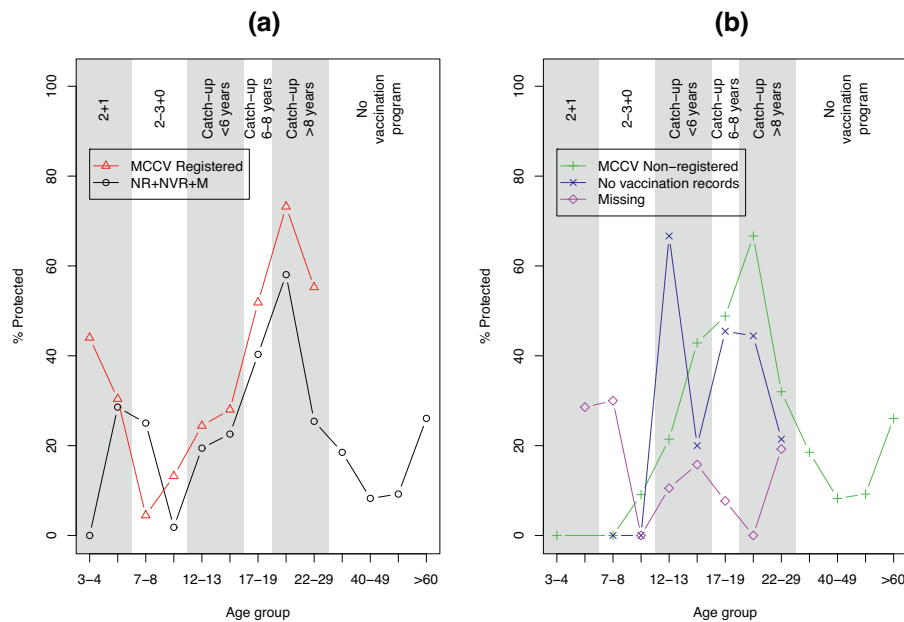 (a)
100
80
60
40
20
0
% Protected
2+1
2−3+0
Catch−up
<6 years
Catch−up
6−8 years
Catch−up
>8 years
No
vaccination
program
MCCV Registered
NR+NVR+M
3−4
7−8
12−13
17−19
22−29
40−49
>60
Age group
(b)
100
80
60
40
20
0
% Protected
2+1
2−3+0
Catch−up
<6 years
Catch−up
6−8 years
Catch−up
>8 years
No
vaccination
program
MCCV Non−registered
No vaccination records
Missing
3−4
7−8
12−13
17−19
22−29
40−49
>60
Age group